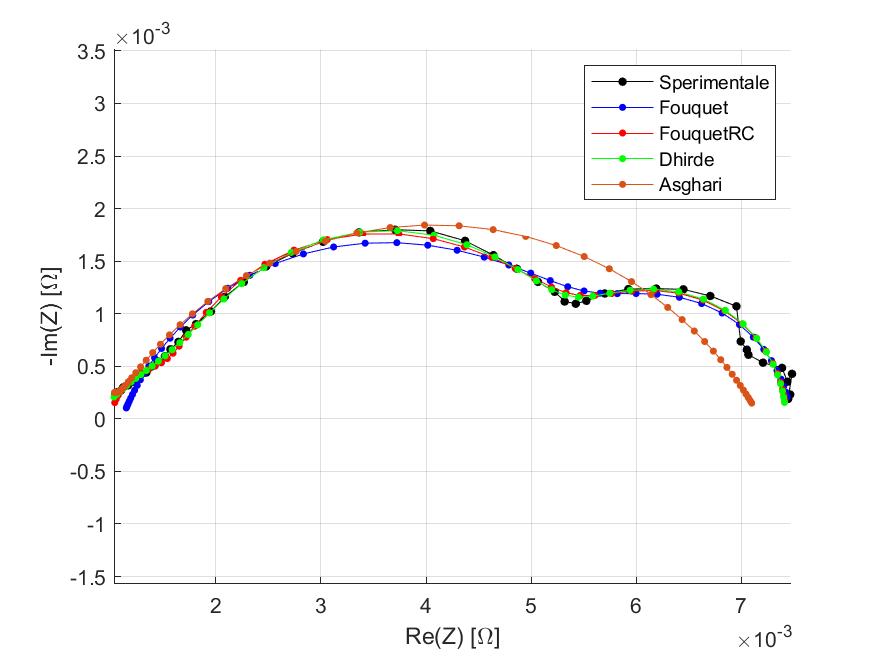 ×10⁻³
3.5
3
2.5
2
1.5
1
0.5
0
-0.5
-1
-1.5
-Im(Z) [Ω]
Sperimentale
Fouquet
FouquetRC
Dhirde
Asghari
2 3 4 5 6 7
Re(Z) [Ω]
×10⁻³